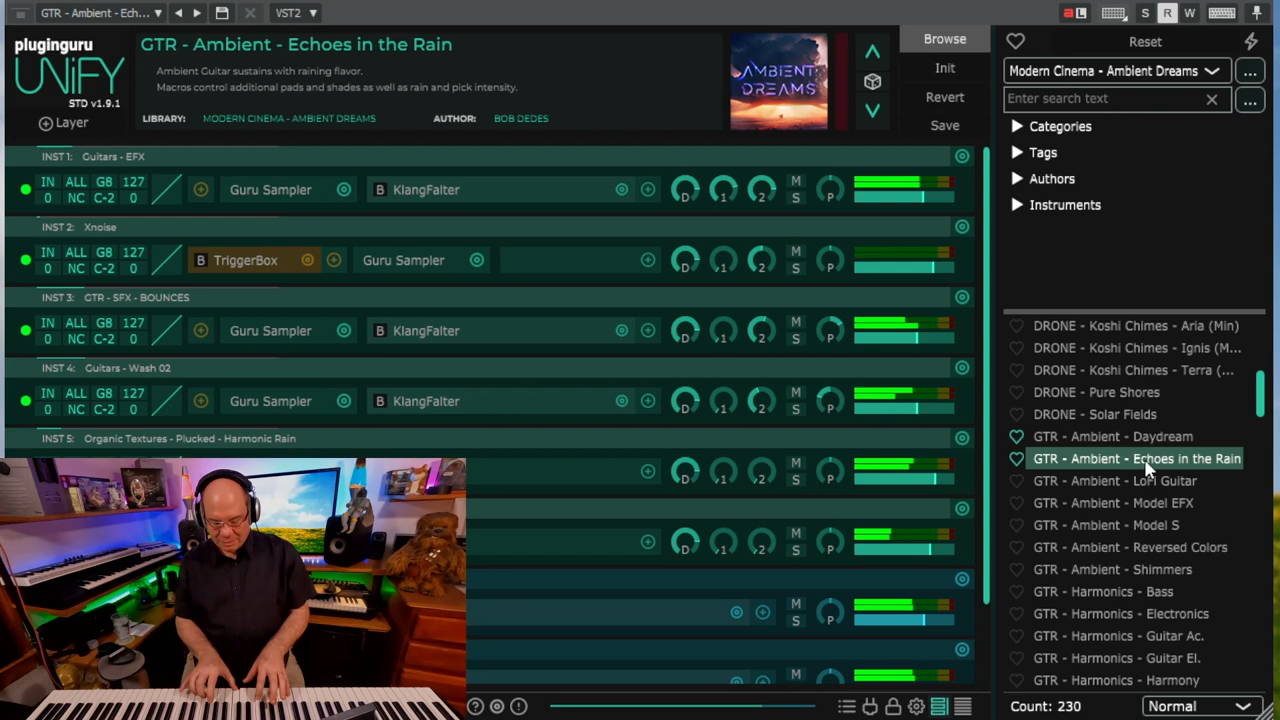 GTR - Ambient - Ech...
VST2
S
R
W
pluginguru
UNIFY
STD v1.9.1
Layer
GTR - Ambient - Echoes in the Rain
Ambient Guitar sustains with raining flavor.
Macros control additional pads and shades as well as rain and pick intensity.
LIBRARY: MODERN CINEMA - AMBIENT DREAMS AUTHOR: BOB DEDES
AMBIENT
DREAMS
Browse
Init
Revert
Save
Reset
Modern Cinema - Ambient Dreams
...
Enter search text
...
Categories
Tags
Authors
Instruments
INST 1: Guitars - EFX
IN ALL G8 127
0 NC C-2 0
Guru Sampler
B KlangFalter
D 1 2 M S P
INST 2: Xnoise
IN ALL G8 127
0 NC C-2 0
B TriggerBox
Guru Sampler
D 1 2 M S P
INST 3: GTR - SFX - BOUNCES
IN ALL G8 127
0 NC C-2 0
Guru Sampler
B KlangFalter
D 1 2 M S P
INST 4: Guitars - Wash 02
IN ALL G8 127
0 NC C-2 0
Guru Sampler
B KlangFalter
D 1 2 M S P
INST 5: Organic Textures - Plucked - Harmonic Rain
D 1 2 M S P
D 1 2 M S P
M S P
M
DRONE - Koshi Chimes - Aria (Min)
DRONE - Koshi Chimes - Ignis (M...
DRONE - Koshi Chimes - Terra (...
DRONE - Pure Shores
DRONE - Solar Fields
GTR - Ambient - Daydream
GTR - Ambient - Echoes in the Rain
GTR - Ambient - LoFi Guitar
GTR - Ambient - Model EFX
GTR - Ambient - Model S
GTR - Ambient - Reversed Colors
GTR - Ambient - Shimmers
GTR - Harmonics - Bass
GTR - Harmonics - Electronics
GTR - Harmonics - Guitar Ac.
GTR - Harmonics - Guitar El.
GTR - Harmonics - Harmony
Count: 230
Normal